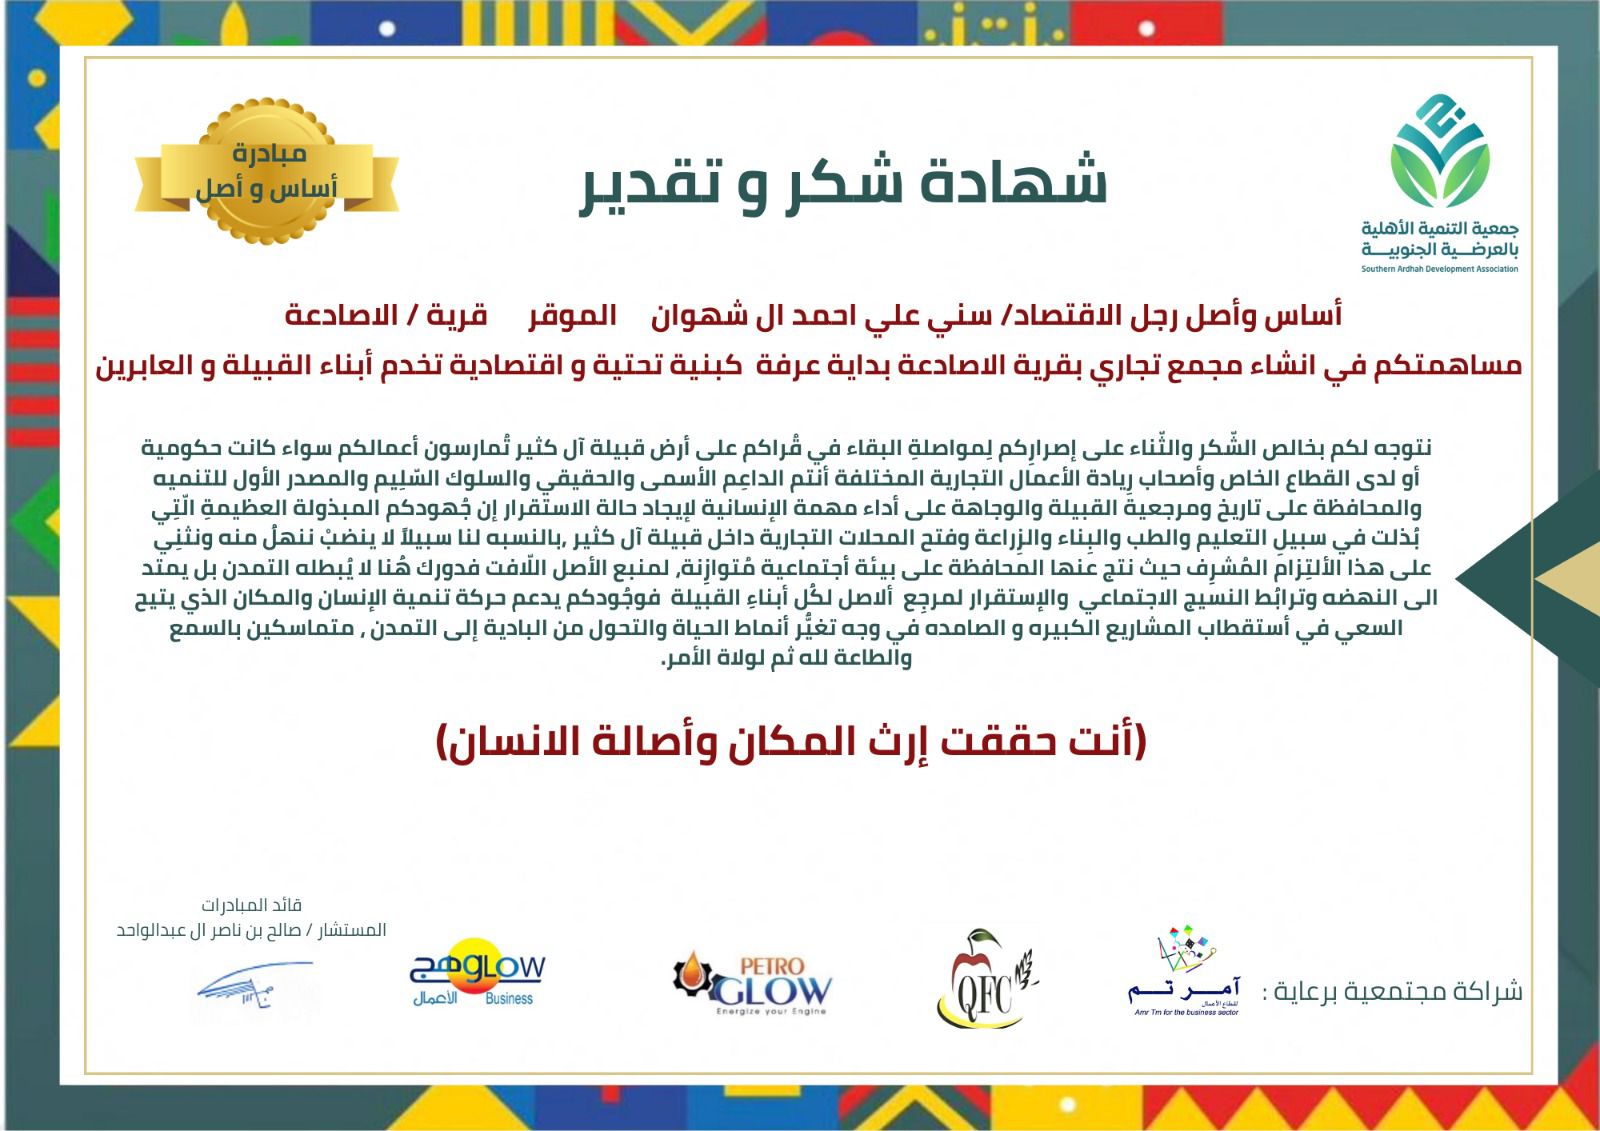 جمعية التنمية الأهلية
بالعرضية الجنوبية
Southern Ardhah Development Association
شهادة شكر و تقدير
مبادرة
أساس و أصل
أساس وأصل رجل الاقتصاد/ سني علي احمد ال شهوان الموقر قرية / الاصادعة
مساهمتكم في انشاء مجمع تجاري بقرية الاصادعة بداية عرفة كبنية تحتية و اقتصادية تخدم أبناء القبيلة و العابرين
نتوجه لكم بخالص الشّكر والثّناء على إصراركم لِمواصلةِ البقاء في قُراكم على أرض قبيلة آل كثير تُمارسون أعمالكم سواء كانت حكومية
أو لدى القطاع الخاص وأصحاب رِيادة الأعمال التجارية المختلفة أنتم الداعِم الأسمى والحقيقي والسلوك السّلِيم والمصدر الأول للتنميه
والمحافظة على تاريخ ومرجعية القبيلة والوجاهة على أداء مهمة الإنسانية لإيجاد حالة الاستقرار إن جُهودكم المبذولة العظيمةِ الّتِي
بُذلت في سبيلِ التعليم والطب والبِناء والزِراعة وفتح المحلات التجارية داخل قبيلة آل كثير ,بالنسبه لنا سبيلاً لا ينضبْ ننهلُ منه ونثنِي
على هذا الألتِزام المُشرِف حيث نتج عنها المحافظة على بيئة أجتماعية مُتوازِنة, لمنبع الأصل اللّافت فدورك هُنا لا يُبطله التمدن بل يمتد
الى النهضه وترابُط النسيج الاجتماعي والإستقرار لمرجِع ألاصل لكُل أبناءِ القبيلة فوجُودكم يدعم حركة تنمية الإنسان والمكان الذي يتيح
السعي في أستقطاب المشاريع الكبيره و الصامده في وجه تغيُّر أنماط الحياة والتحول من البادية إلى التمدن , متماسكين بالسمع
والطاعة لله ثم لولاة الأمر.
(أنت حققت إرث المكان وأصالة الانسان)
قائد المبادرات
المستشار / صالح بن ناصر ال عبدالواحد
شراكة مجتمعية برعاية :
آمـر تـم
لقطاع الأعمال
Amr Tm for the business sector
QFC
PETRO
GLOW
Energize your Engine
هج GLOW
الأعمال Business